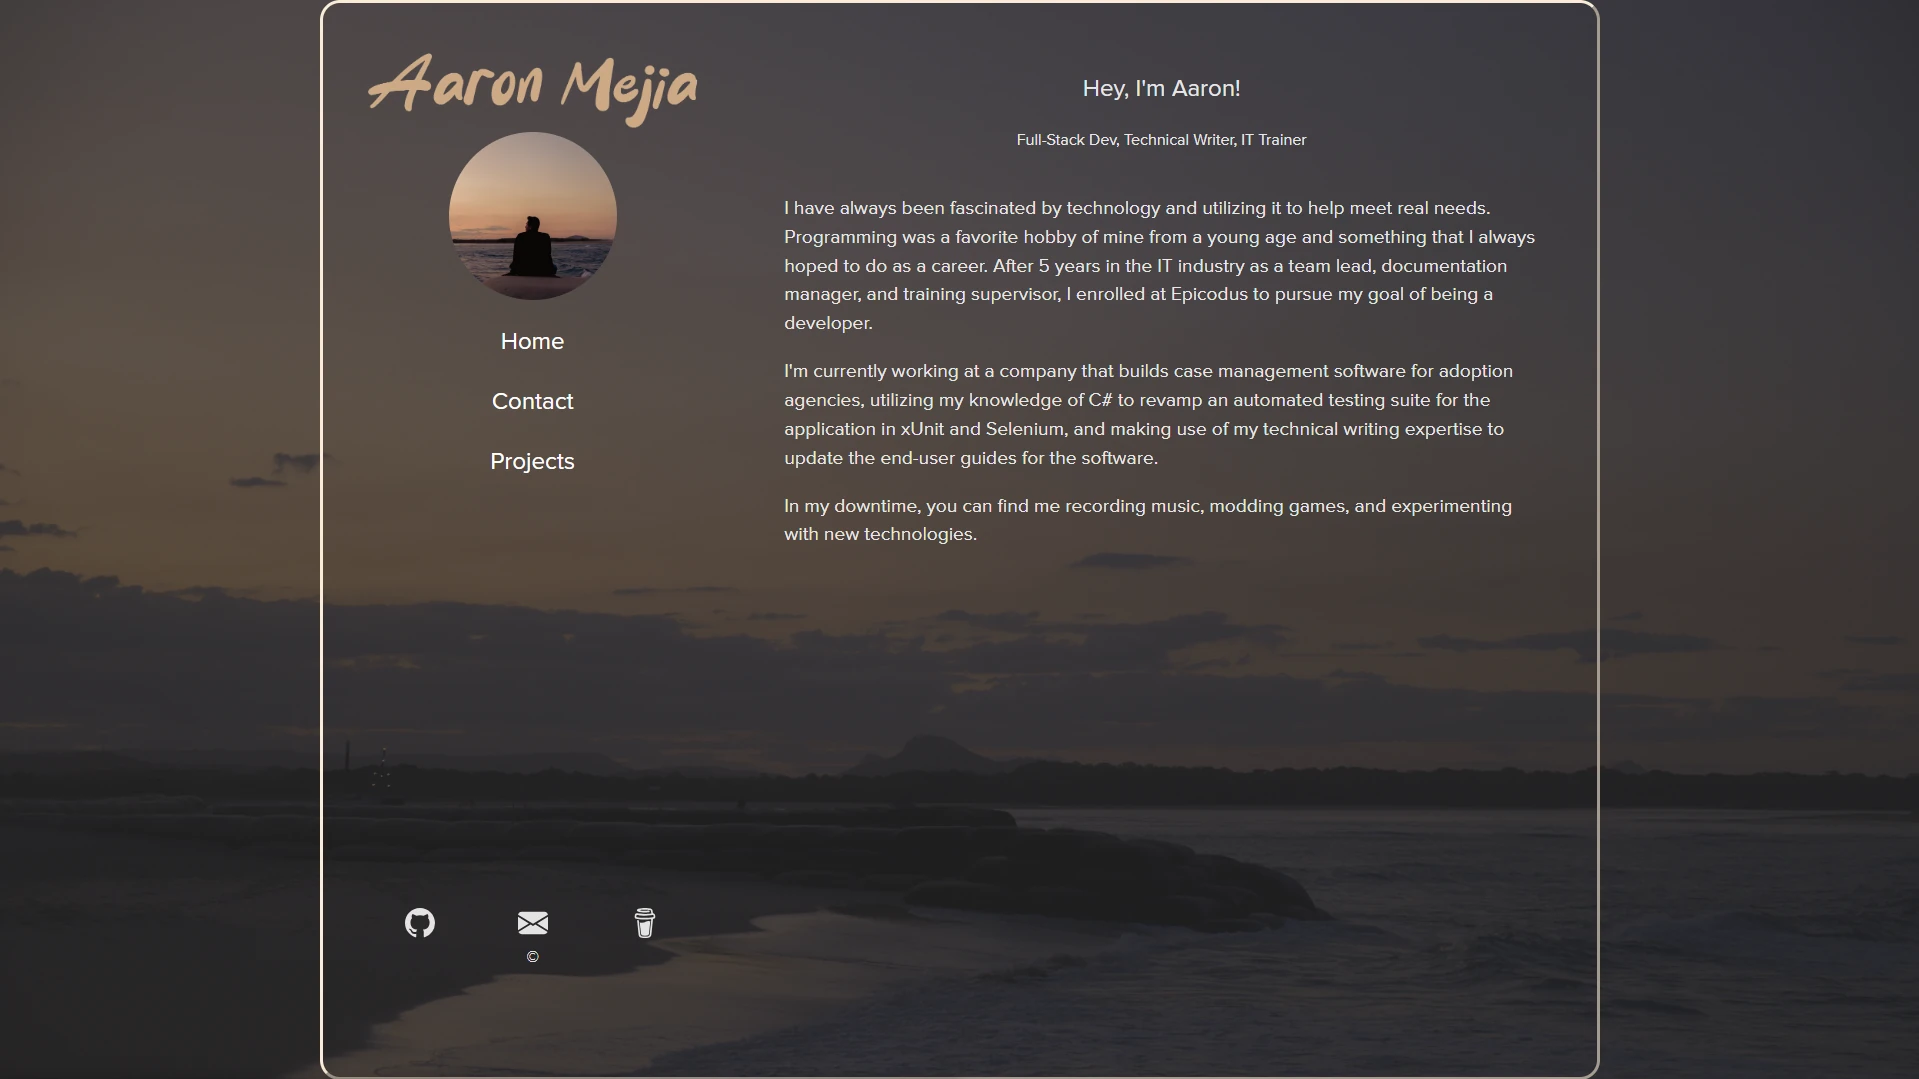 Aaron Mejia
Home
Contact
Projects
©
Hey, I'm Aaron!
Full-Stack Dev, Technical Writer, IT Trainer
I have always been fascinated by technology and utilizing it to help meet real needs.
Programming was a favorite hobby of mine from a young age and something that I always
hoped to do as a career. After 5 years in the IT industry as a team lead, documentation
manager, and training supervisor, I enrolled at Epicodus to pursue my goal of being a
developer.
I'm currently working at a company that builds case management software for adoption
agencies, utilizing my knowledge of C# to revamp an automated testing suite for the
application in xUnit and Selenium, and making use of my technical writing expertise to
update the end-user guides for the software.
In my downtime, you can find me recording music, modding games, and experimenting
with new technologies.